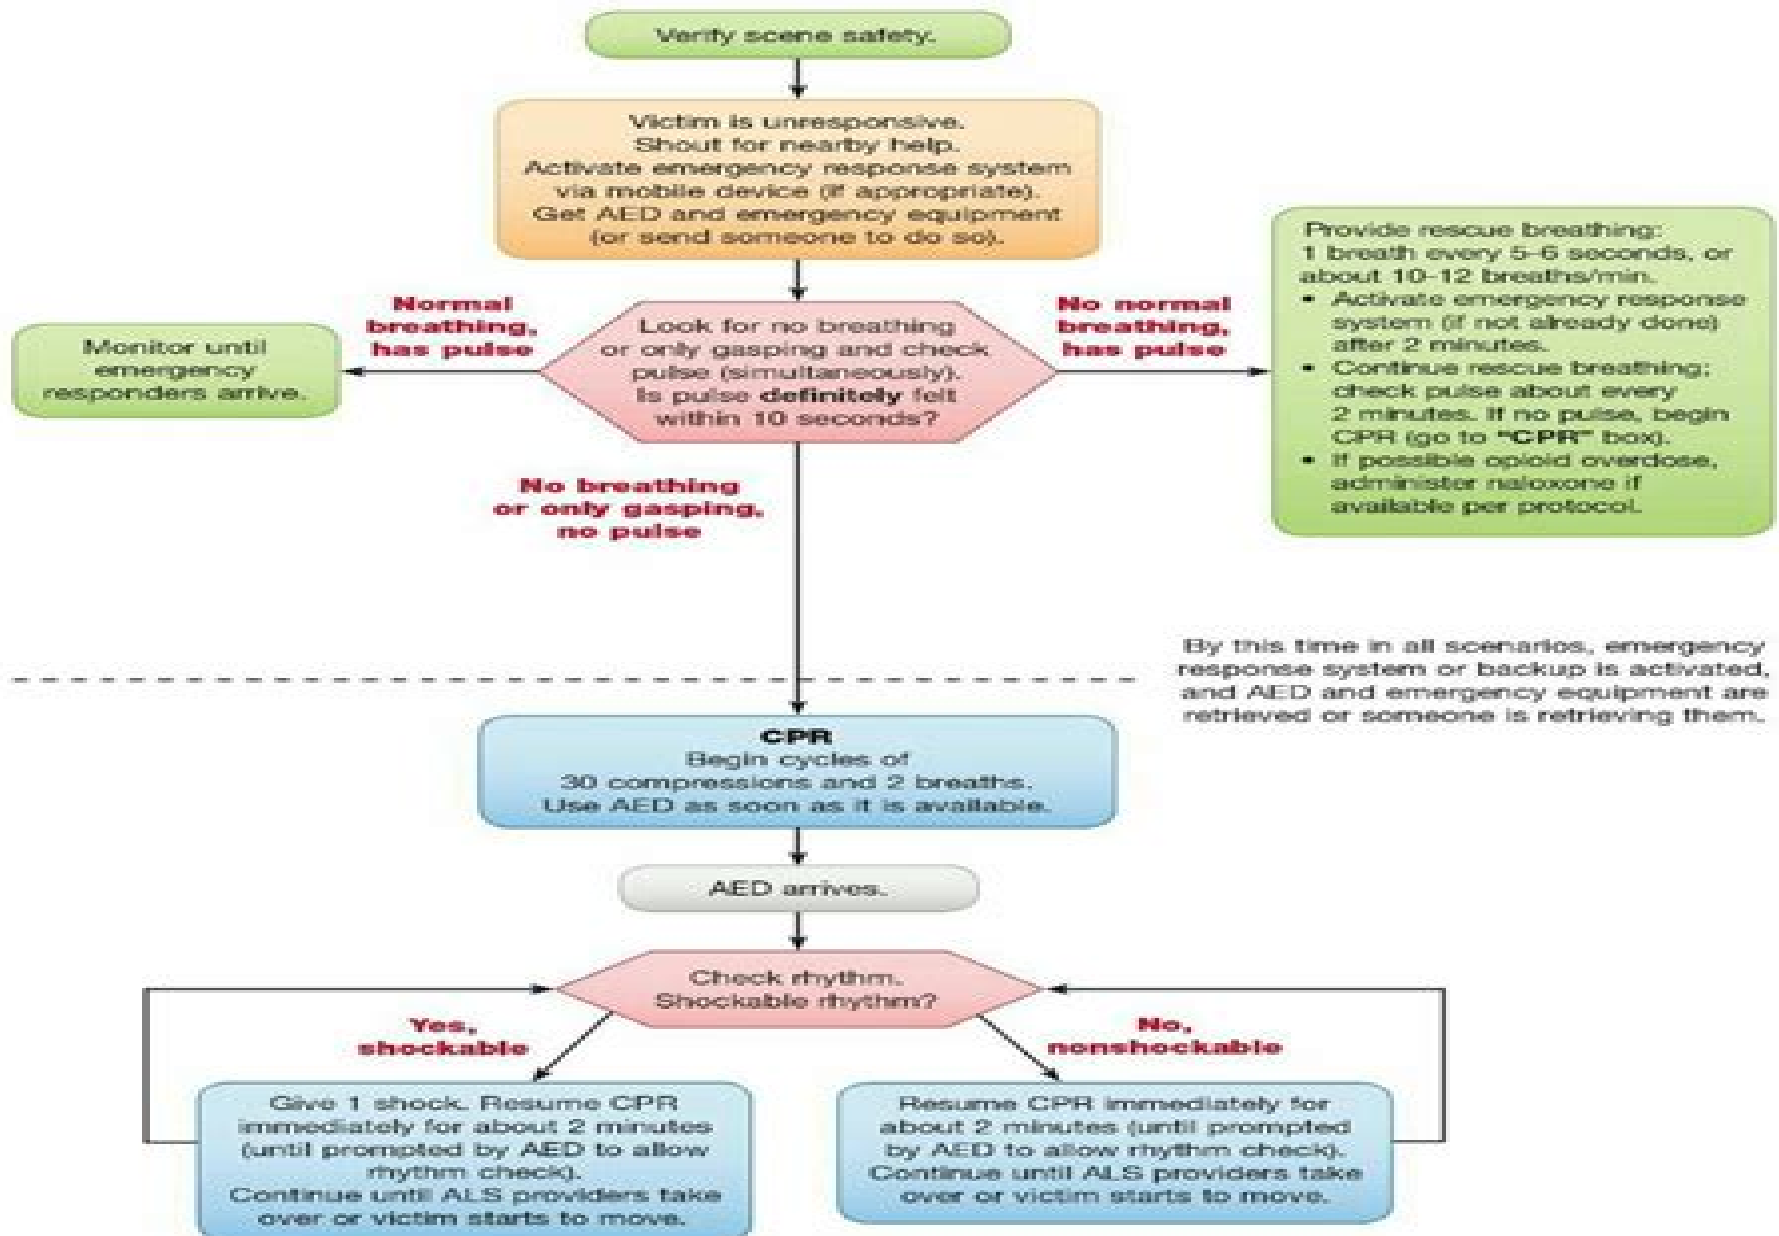 Verify scene safety.
Victim is unresponsive.
Shout for nearby help.
Activate emergency response system
via mobile device (if appropriate).
Get AED and emergency equipment
(or send someone to do so).
Normal
breathing,
has pulse
Monitor until
emergency
responders arrive.
Look for no breathing
or only gasping and check
pulse (simultaneously).
Is pulse definitely felt
within 10 seconds?
No normal
breathing,
has pulse
Provide rescue breathing:
1 breath every 5-6 seconds, or
about 10-12 breaths/min.
• Activate emergency response
system (if not already done)
after 2 minutes.
• Continue rescue breathing;
check pulse about every
2 minutes. If no pulse, begin
CPR (go to "CPR" box).
• If possible opioid overdose,
administer naloxone if
available per protocol.
No breathing
or only gasping,
no pulse
By this time in all scenarios, emergency
response system or backup is activated,
and AED and emergency equipment are
retrieved or someone is retrieving them.
CPR
Begin cycles of
30 compressions and 2 breaths.
Use AED as soon as it is available.
AED arrives.
Check rhythm.
Shockable rhythm?
Yes,
shockable
No,
nonshockable
Give 1 shock. Resume CPR
immediately for about 2 minutes
(until prompted by AED to allow
rhythm check).
Continue until ALS providers take
over or victim starts to move.
Resume CPR immediately for
about 2 minutes (until prompted
by AED to allow rhythm check).
Continue until ALS providers take
over or victim starts to move.